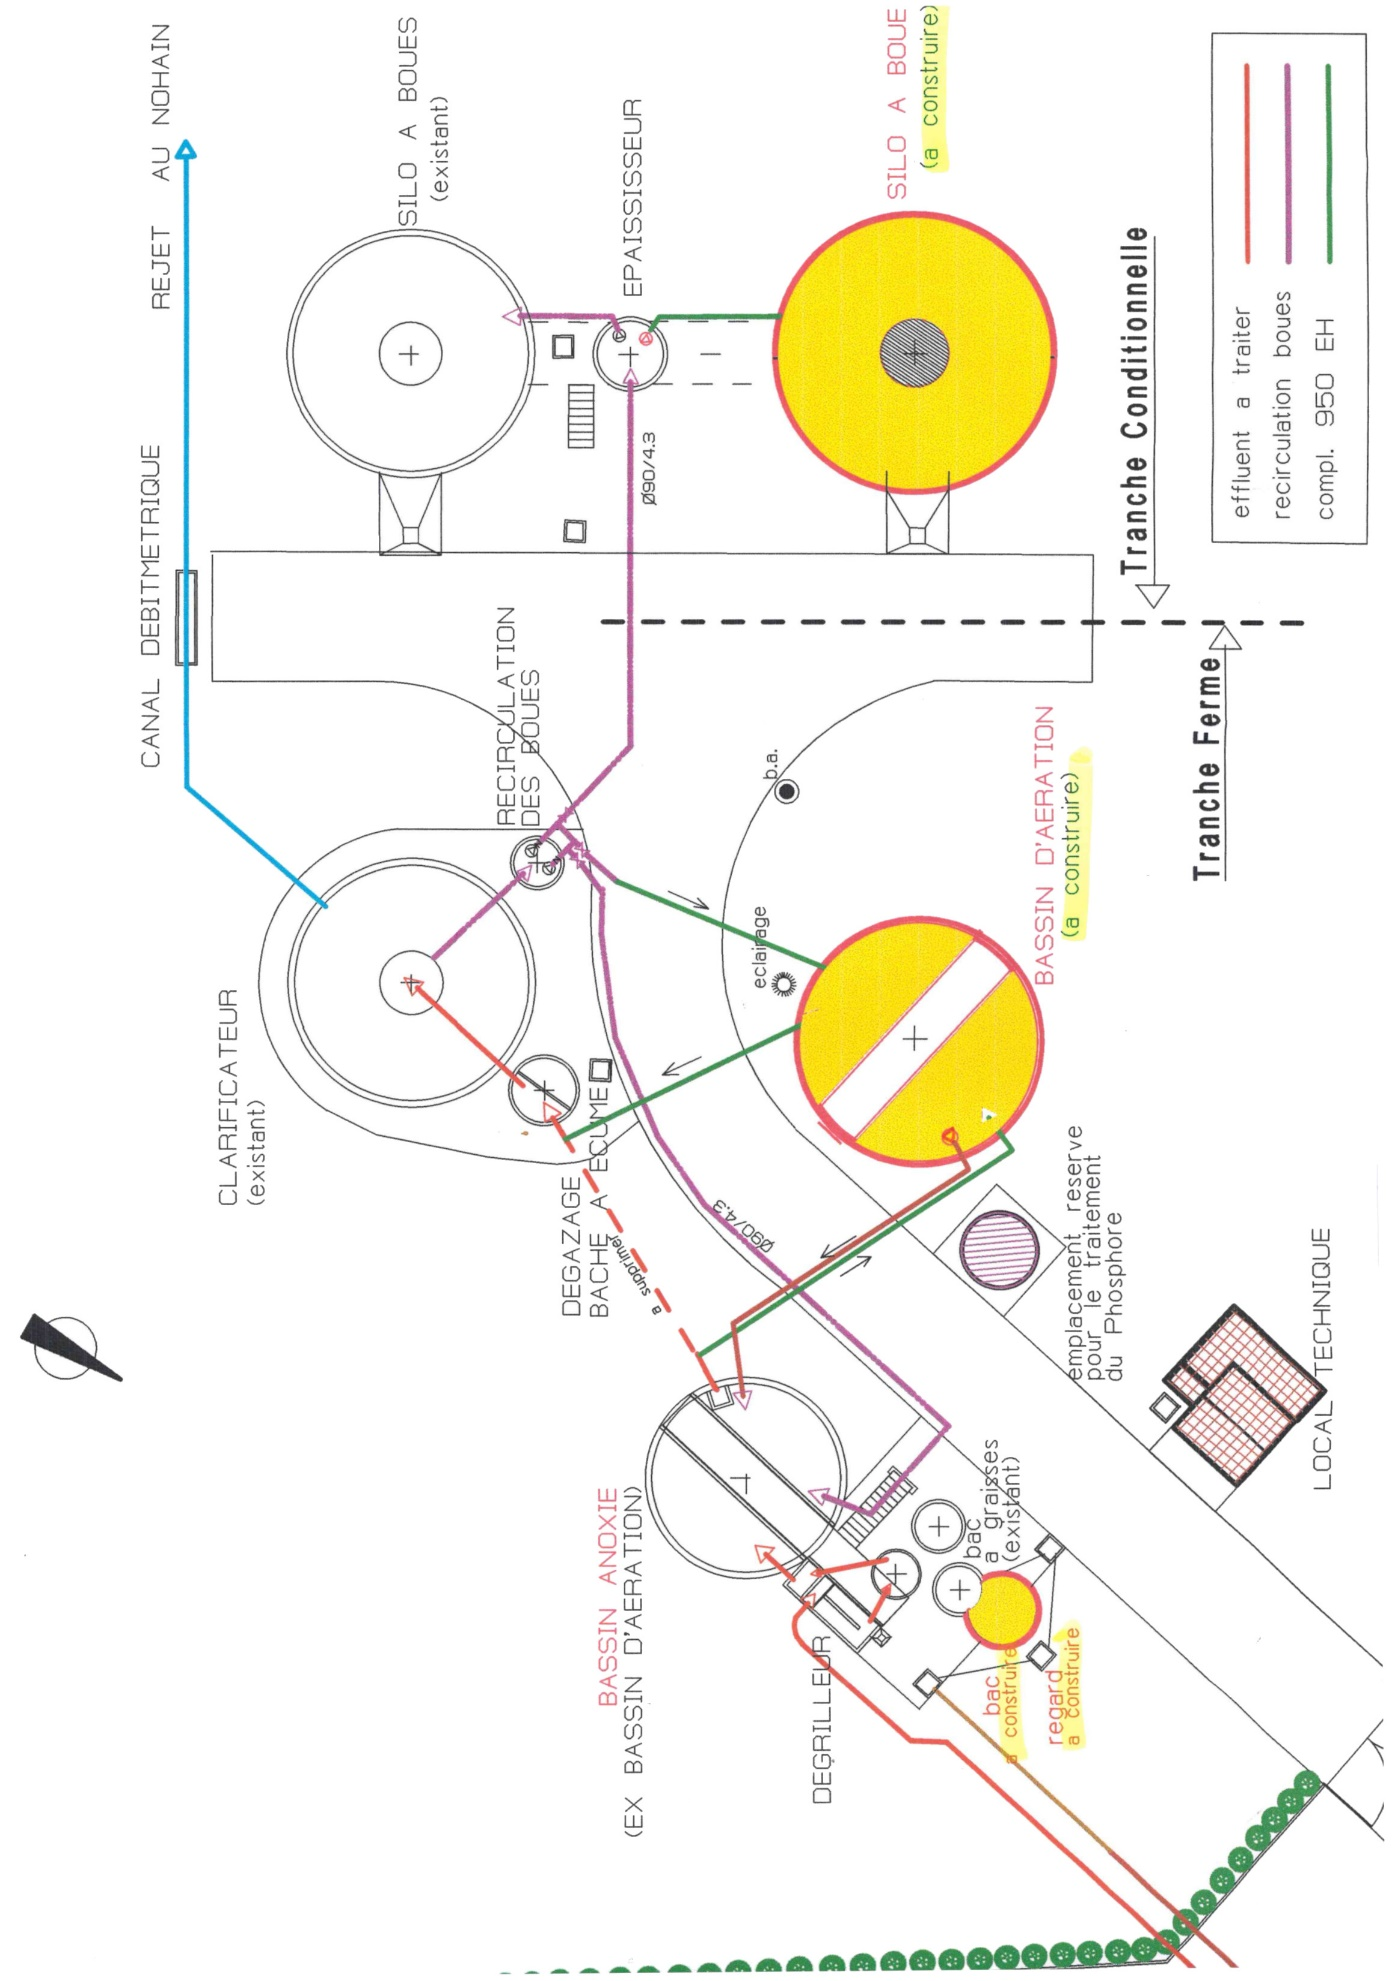 REJET AU NOHAIN
CANAL DEBITMETRIQUE
SILO A BOUES
(existant)
EPAISSISSEUR
SILO A BOUE
(a construire)
Ø90/4.3
Tranche Conditionnelle
Tranche Ferme
effluent a traiter
recirculation boues
compl. 950 EH
RECIRCULATION
DES BOUES
CLARIFICATEUR
(existant)
b.a.
eclairage
BASSIN D'AERATION
(a construire)
DEGAZAGE
BACHE A ECUME
a supprimer
Ø90/4.3
emplacement reserve
pour le traitement
du Phosphore
LOCAL TECHNIQUE
BASSIN ANOXIE
(EX BASSIN D'AERATION)
DEGRILLEUR
bac
a graisses
(existant)
bac
a construire
regard
a construire